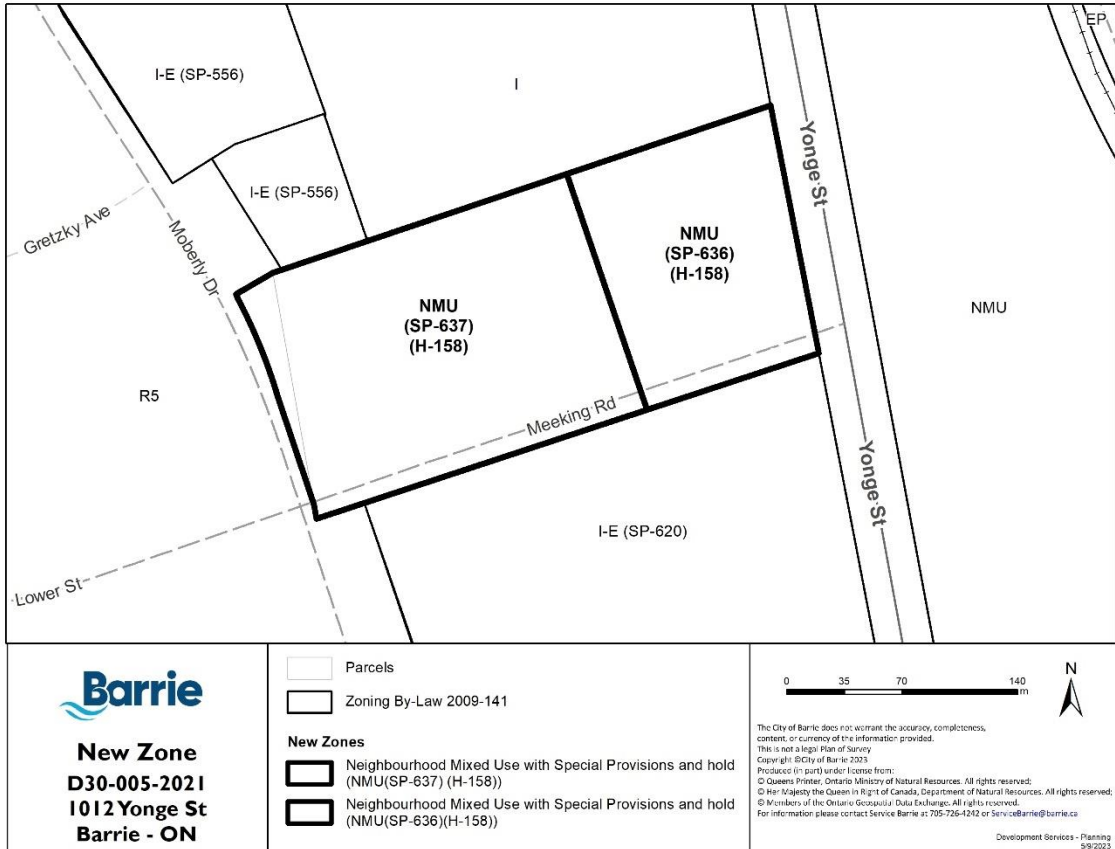 EP
I-E (SP-556)
I
I-E (SP-556)
Yonge St
Gretzky Ave
Moberly Dr
NMU
(SP-636)
(H-158)
NMU
(SP-637)
(H-158)
NMU
R5
Meeking Rd
Yonge St
I-E (SP-620)
Lower St
Barrie
New Zone
D30-005-2021
1012 Yonge St
Barrie - ON
Parcels
Zoning By-Law 2009-141
New Zones
Neighbourhood Mixed Use with Special Provisions and hold
(NMU(SP-637) (H-158))
Neighbourhood Mixed Use with Special Provisions and hold
(NMU(SP-636)(H-158))
0 35 70 140
m
N
The City of Barrie does not warrant the accuracy, completeness,
content, or currency of the information provided.
This is not a legal Plan of Survey
Copyright ©City of Barrie 2023
Produced (in part) under license from:
© Queens Printer, Ontario Ministry of Natural Resources. All rights reserved;
© Her Majesty the Queen in Right of Canada, Department of Natural Resources. All rights reserved;
© Members of the Ontario Geospatial Data Exchange. All rights reserved.
For information please contact Service Barrie at 705-726-4242 or ServiceBarrie@barrie.ca
Development Services - Planning
5/9/2023